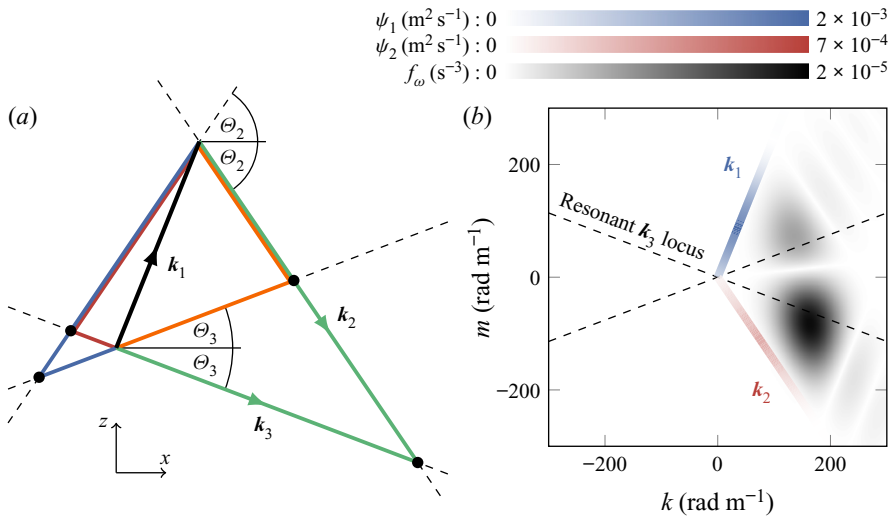 ψ₁ (m² s⁻¹) : 0 2 × 10⁻³
ψ₂ (m² s⁻¹) : 0 7 × 10⁻⁴
f_ω (s⁻³) : 0 2 × 10⁻⁵
(a)
Θ₂
Θ₂
k₁
k₂
Θ₃
Θ₃
k₃
z
x
(b)
200
0
−200
m (rad m⁻¹)
k₁
Resonant k₃ locus
k₂
−200 0 200
k (rad m⁻¹)